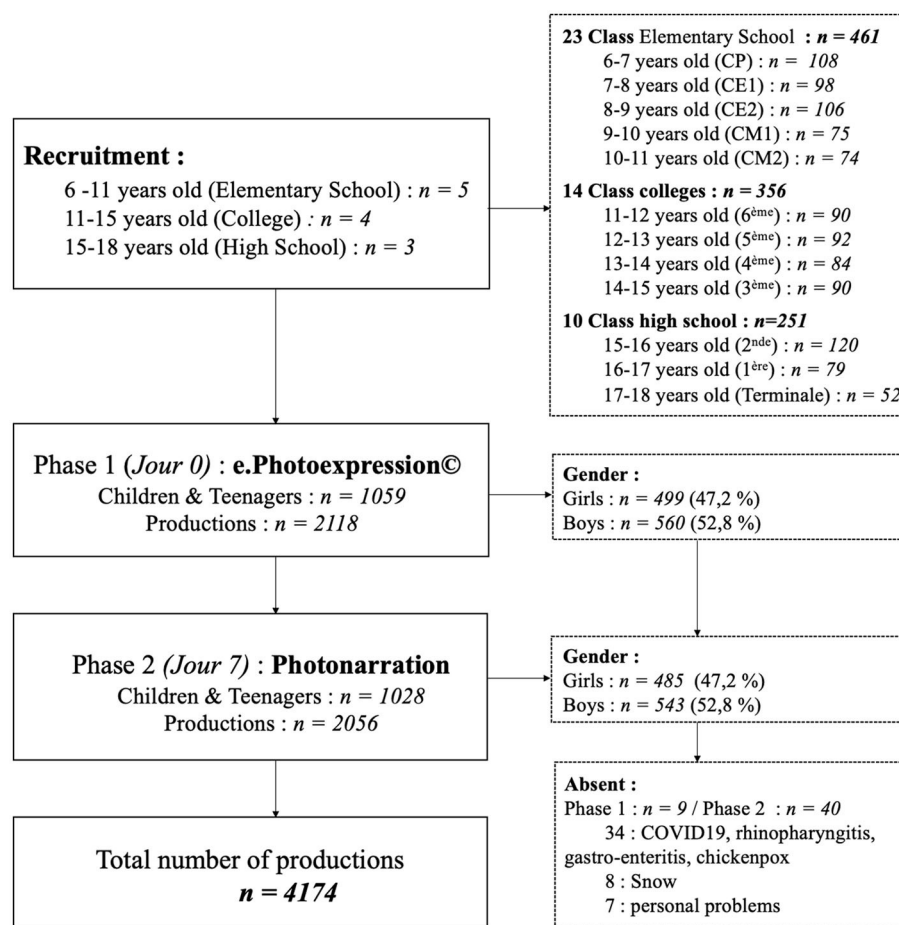 Recruitment :
6 -11 years old (Elementary School) : n = 5
11-15 years old (College) : n = 4
15-18 years old (High School) : n = 3
23 Class Elementary School : n = 461
6-7 years old (CP) : n = 108
7-8 years old (CE1) : n = 98
8-9 years old (CE2) : n = 106
9-10 years old (CM1) : n = 75
10-11 years old (CM2) : n = 74
14 Class colleges : n = 356
11-12 years old (6ème) : n = 90
12-13 years old (5ème) : n = 92
13-14 years old (4ème) : n = 84
14-15 years old (3ème) : n = 90
10 Class high school : n=251
15-16 years old (2nde) : n = 120
16-17 years old (1ère) : n = 79
17-18 years old (Terminale) : n = 52
Phase 1 (Jour 0) : e.Photoexpression©
Children & Teenagers : n = 1059
Productions : n = 2118
Gender :
Girls : n = 499 (47,2 %)
Boys : n = 560 (52,8 %)
Phase 2 (Jour 7) : Photonarration
Children & Teenagers : n = 1028
Productions : n = 2056
Gender :
Girls : n = 485 (47,2 %)
Boys : n = 543 (52,8 %)
Absent :
Phase 1 : n = 9 / Phase 2 : n = 40
34 : COVID19, rhinopharyngitis,
gastro-enteritis, chickenpox
8 : Snow
7 : personal problems
Total number of productions
n = 4174